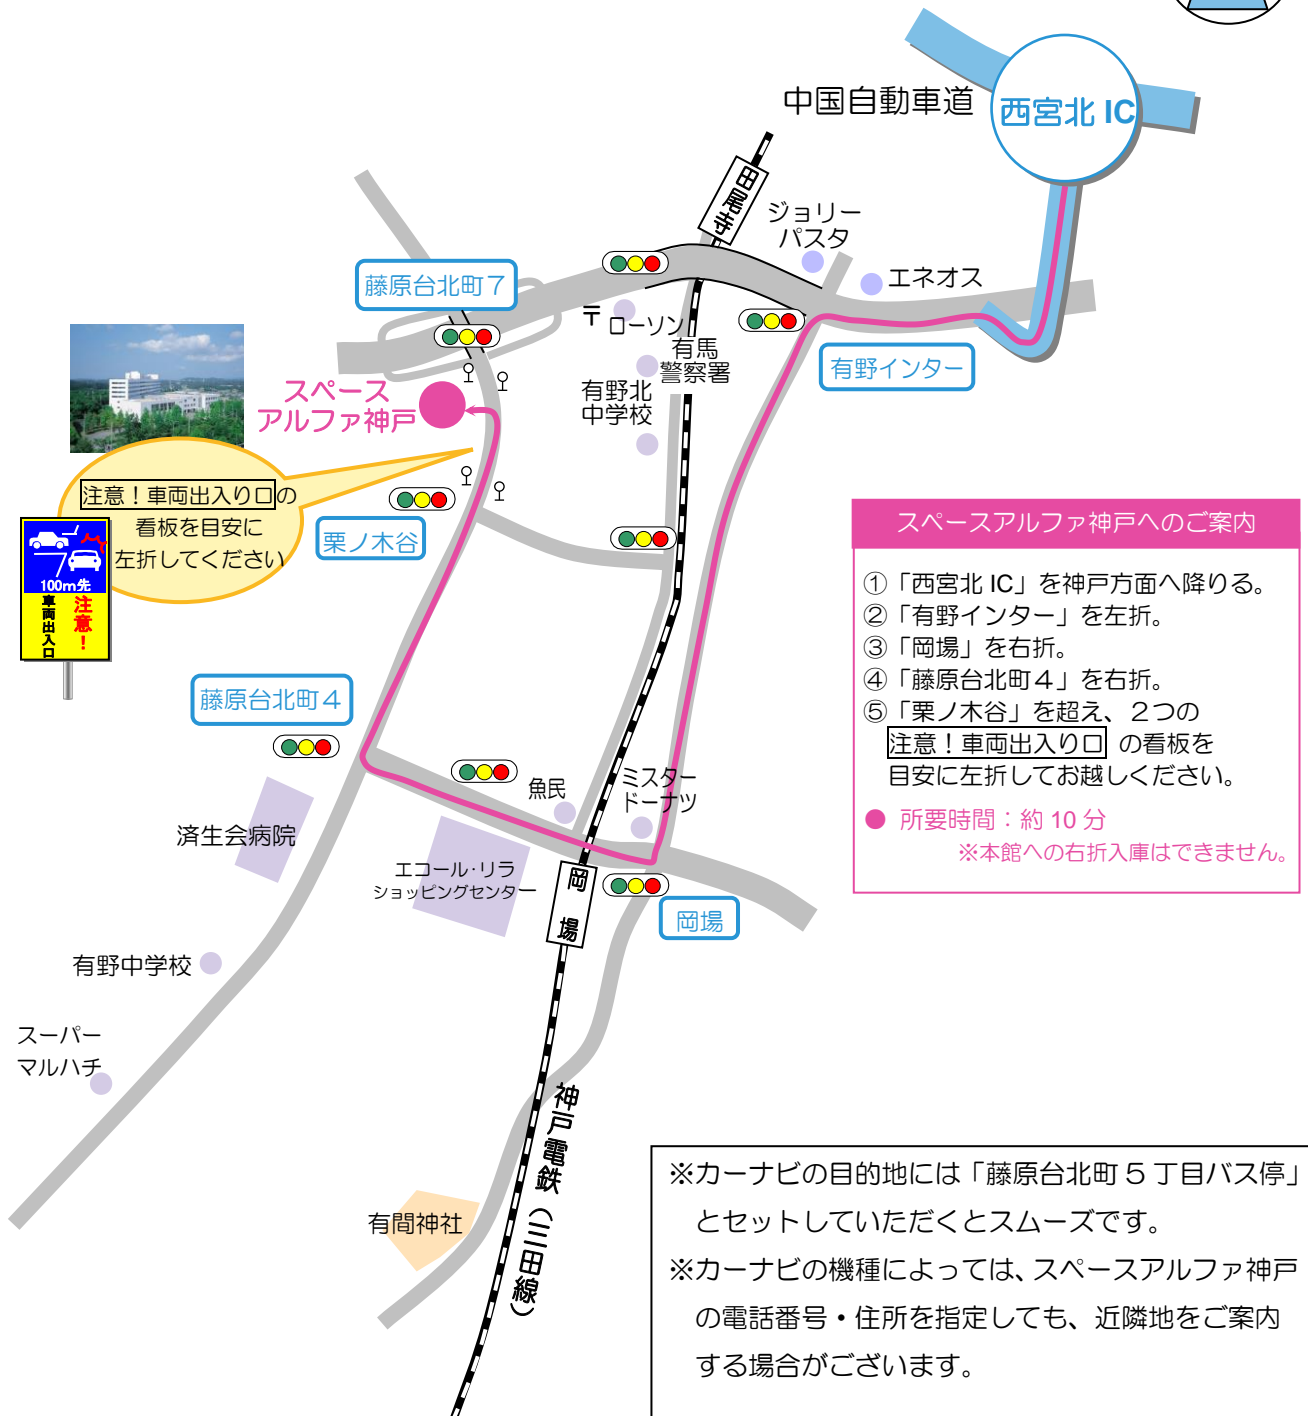 中国自動車道
西宮北 IC
田尾寺
ジョリー
パスタ
エネオス
藤原台北町７
〒
ローソン
有馬
警察署
有野インター
有野北
中学校
スペース
アルファ神戸
注意！車両出入り口の
看板を目安に
左折してください
100m先
注意！
車両出入口
栗ノ木谷
藤原台北町４
済生会病院
魚民
ミスター
ドーナツ
エコール・リラ
ショッピングセンター
岡場
岡場
有野中学校
スーパー
マルハチ
神戸電鉄（三田線）
有間神社
スペースアルファ神戸へのご案内
①「西宮北 IC」を神戸方面へ降りる。
②「有野インター」を左折。
③「岡場」を右折。
④「藤原台北町４」を右折。
⑤「栗ノ木谷」を超え、２つの
注意！車両出入り口 の看板を
目安に左折してお越しください。
● 所要時間：約 10 分
※本館への右折入庫はできません。
※カーナビの目的地には「藤原台北町 5 丁目バス停」
とセットしていただくとスムーズです。
※カーナビの機種によっては、スペースアルファ神戸
の電話番号・住所を指定しても、近隣地をご案内
する場合がございます。